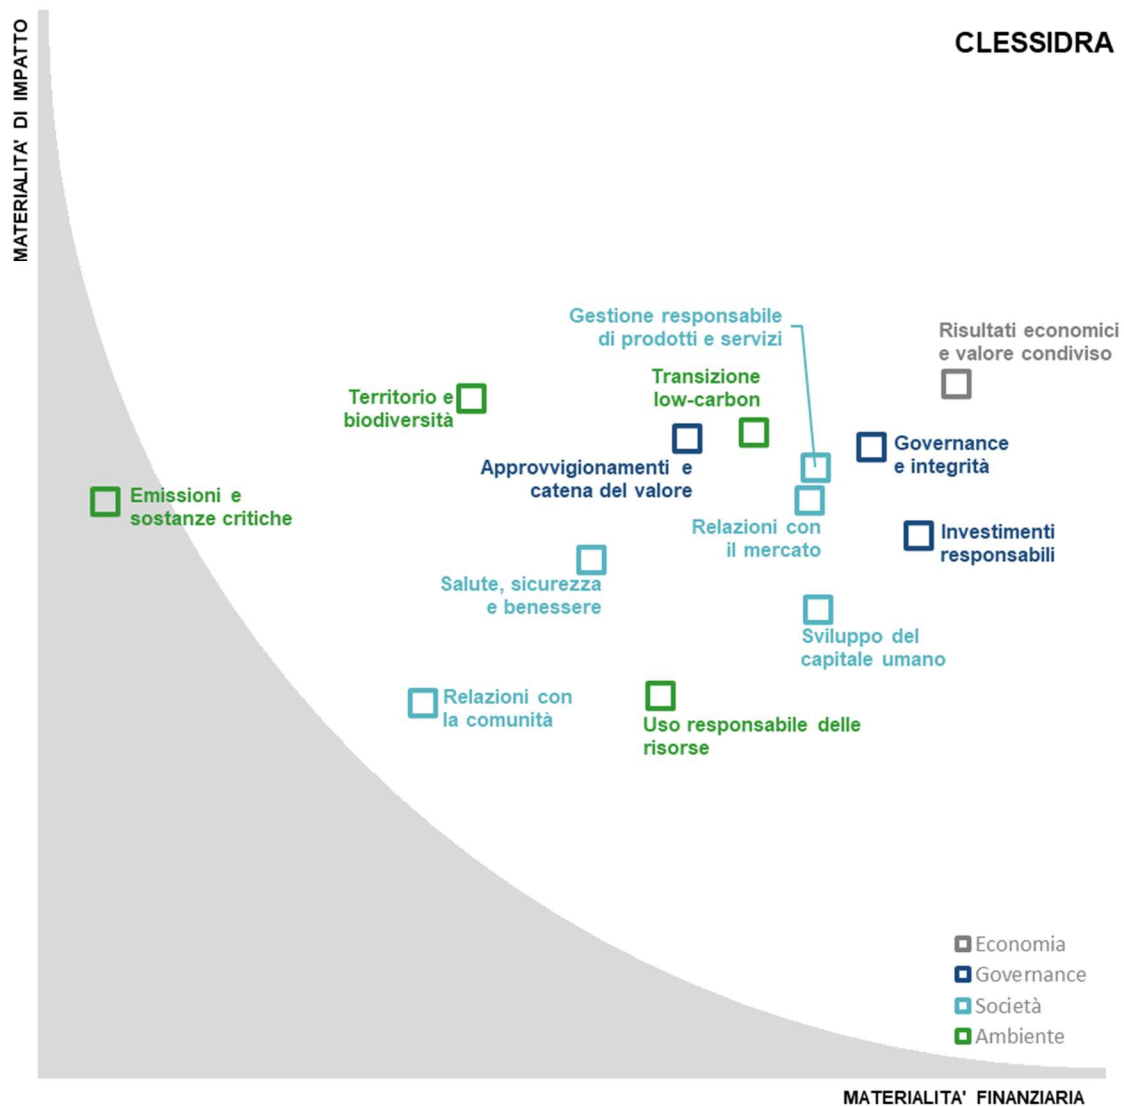 MATERIALITA' DI IMPATTO
CLESSIDRA
Gestione responsabile
di prodotti e servizi
Risultati economici
e valore condiviso
Transizione
low-carbon
Territorio e
biodiversità
Governance
e integrità
Approvvigionamenti e
catena del valore
Emissioni e
sostanze critiche
Relazioni con
il mercato
Investimenti
responsabili
Salute, sicurezza
e benessere
Sviluppo del
capitale umano
Relazioni con
la comunità
Uso responsabile delle
risorse
Economia
Governance
Società
Ambiente
MATERIALITA' FINANZIARIA